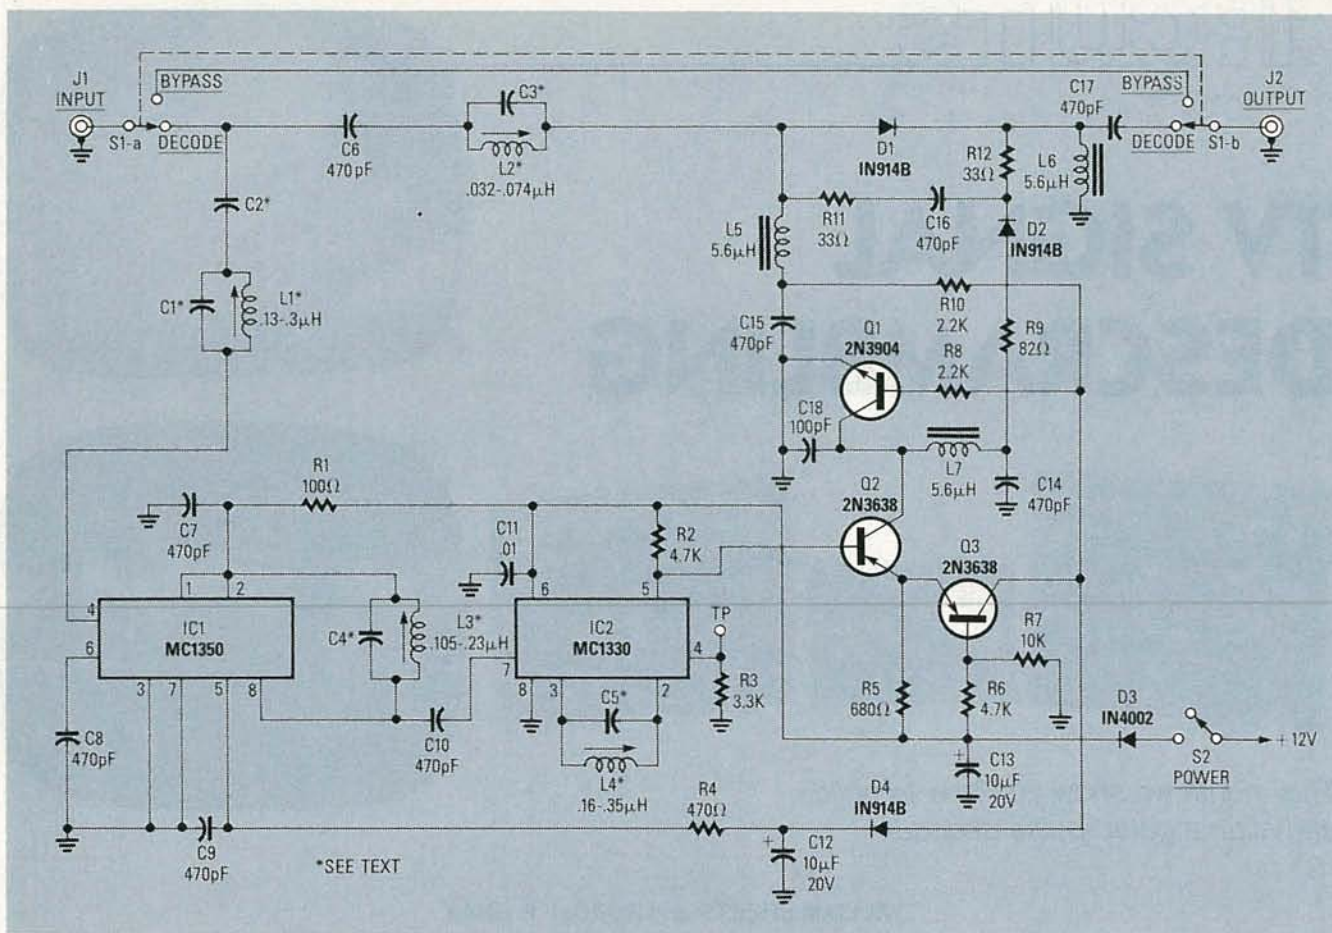 J1
INPUT
BYPASS
S1-a
DECODE
C6
470pF
C3*
L2*
.032-.074µH
D1
IN914B
R12
33Ω
L6
5.6µH
C17
470pF
BYPASS
DECODE
S1-b
J2
OUTPUT
C2*
C1*
L1*
.13-.3µH
L5
5.6µH
R11
33Ω
C16
470pF
D2
IN914B
C15
470pF
Q1
2N3904
R10
2.2K
R8
2.2K
R9
82Ω
C18
100pF
L7
5.6µH
C14
470pF
R1
100Ω
C7
470pF
C11
.01
R2
4.7K
Q2
2N3638
Q3
2N3638
1
2
4
6
IC1
MC1350
3
7
5
8
C4*
L3*
.105-.23µH
6
5
7
IC2
MC1330
4
8
3
2
TP
R3
3.3K
C5*
L4*
.16-.35µH
C8
470pF
C10
470pF
C9
470pF
*SEE TEXT
R4
470Ω
R5
680Ω
R6
4.7K
R7
10K
D3
IN4002
S2
POWER
+12V
+
C13
10µF
20V
D4
IN914B
+
C12
10µF
20V